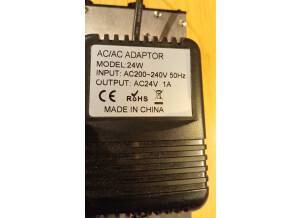 AC/AC ADAPTOR
MODEL:24W
INPUT: AC200~240V 50Hz
OUTPUT: AC24V 1A
CE RoHS
MADE IN CHINA